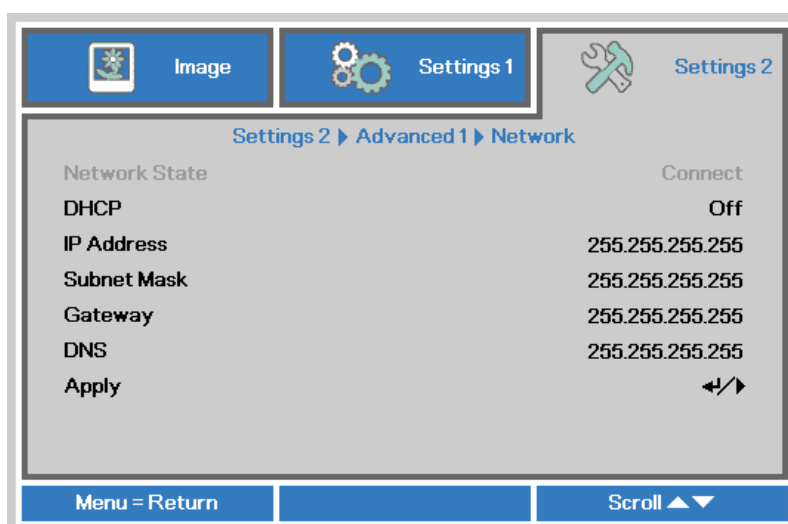 Image
Settings 1
Settings 2
Settings 2 ▶ Advanced 1 ▶ Network
Network State Connect
DHCP Off
IP Address 255.255.255.255
Subnet Mask 255.255.255.255
Gateway 255.255.255.255
DNS 255.255.255.255
Apply ↵/▶
Menu = Return
Scroll ▲▼